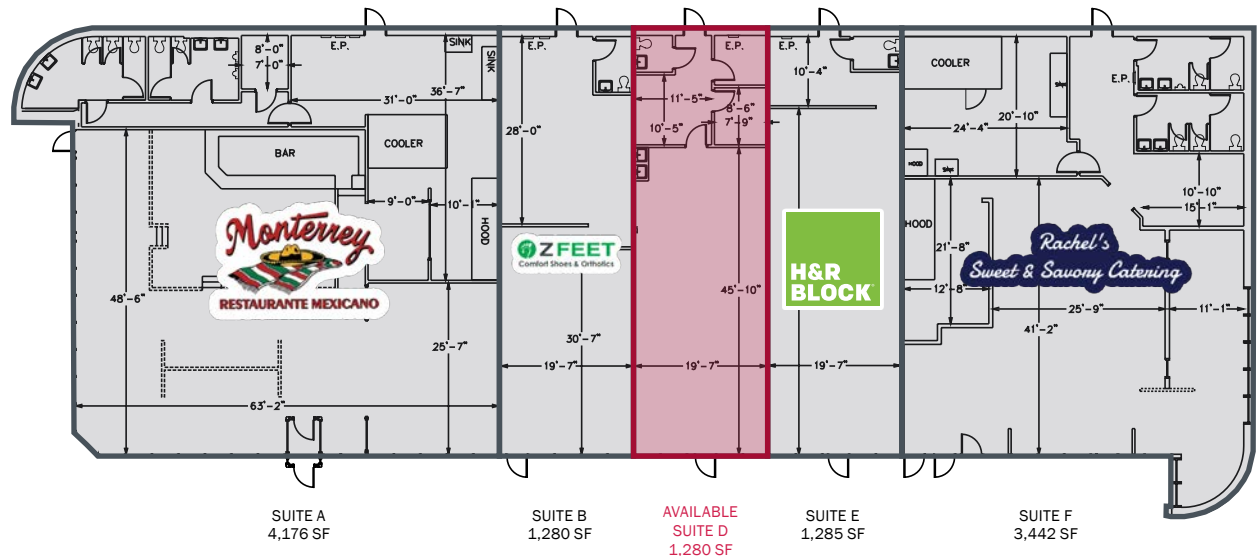 E.P.
SINK
SINK
8'-0"
7'-0"
31'-0"
36'-7"
BAR
COOLER
9'-0"
10'-1"
HOOD
Monterrey
RESTAURANTE MEXICANO
48'-6"
25'-7"
63'-2"
E.P.
28'-0"
OZFEET
Comfort Shoes & Orthotics
30'-7"
19'-7"
E.P.
11'-5"
8'-6"
7'-9"
10'-5"
45'-10"
19'-7"
E.P.
10'-4"
H&R
BLOCK
19'-7"
COOLER
E.P.
20'-10"
24'-4"
HOOD
10'-10"
15'-1"
HOOD
21'-8"
12'-8"
Rachel's
Sweet & Savory Catering
25'-9"
11'-1"
41'-2"
SUITE A
4,176 SF
SUITE B
1,280 SF
AVAILABLE
SUITE D
1,280 SF
SUITE E
1,285 SF
SUITE F
3,442 SF